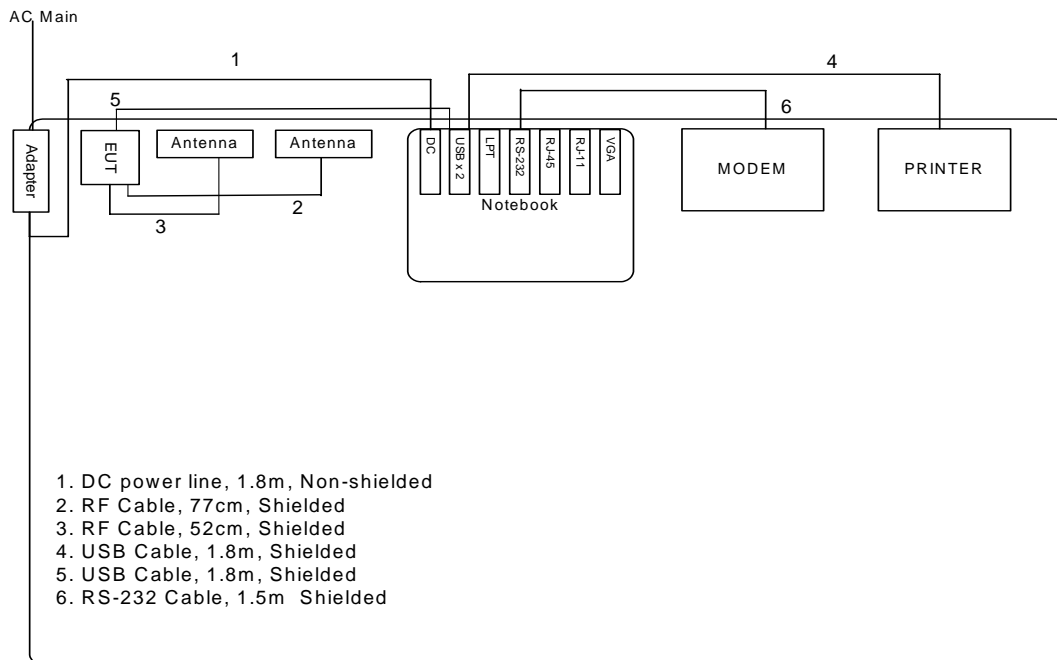 AC Main
1
4
5
6
Adapter
EUT
Antenna
Antenna
DC
USB x 2
LPT
RS-232
RJ-45
RJ-11
VGA
MODEM
PRINTER
Notebook
2
3
1. DC power line, 1.8m, Non-shielded
2. RF Cable, 77cm, Shielded
3. RF Cable, 52cm, Shielded
4. USB Cable, 1.8m, Shielded
5. USB Cable, 1.8m, Shielded
6. RS-232 Cable, 1.5m Shielded